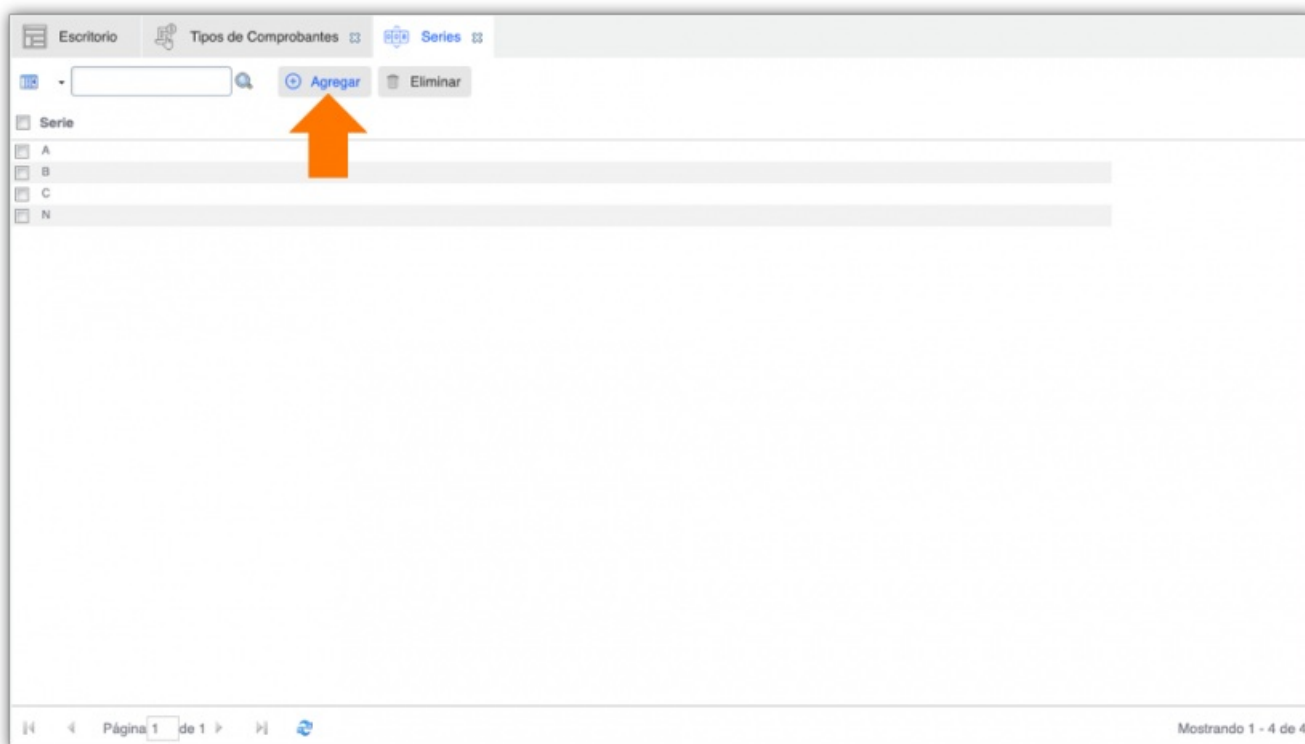 Escritorio Tipos de Comprobantes Series
Agregar Eliminar
Serie
A
B
C
N
Página 1 de 1 Mostrando 1 - 4 de 4